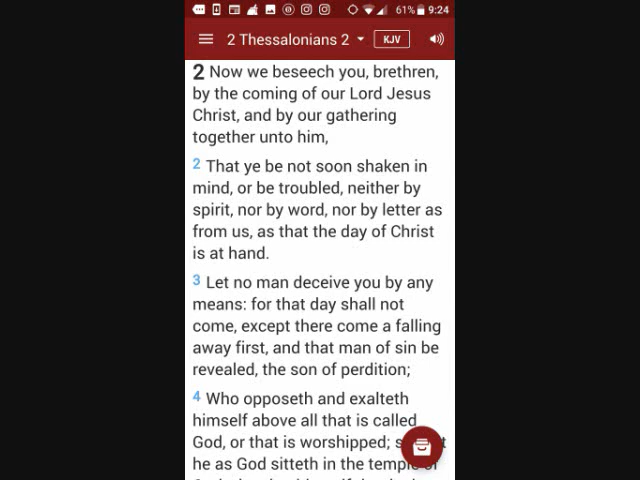 61% 9:24
2 Thessalonians 2 KJV
2 Now we beseech you, brethren,
by the coming of our Lord Jesus
Christ, and by our gathering
together unto him,
2 That ye be not soon shaken in
mind, or be troubled, neither by
spirit, nor by word, nor by letter as
from us, as that the day of Christ
is at hand.
3 Let no man deceive you by any
means: for that day shall not
come, except there come a falling
away first, and that man of sin be
revealed, the son of perdition;
4 Who opposeth and exalteth
himself above all that is called
God, or that is worshipped;
he as God sitteth in the temple of